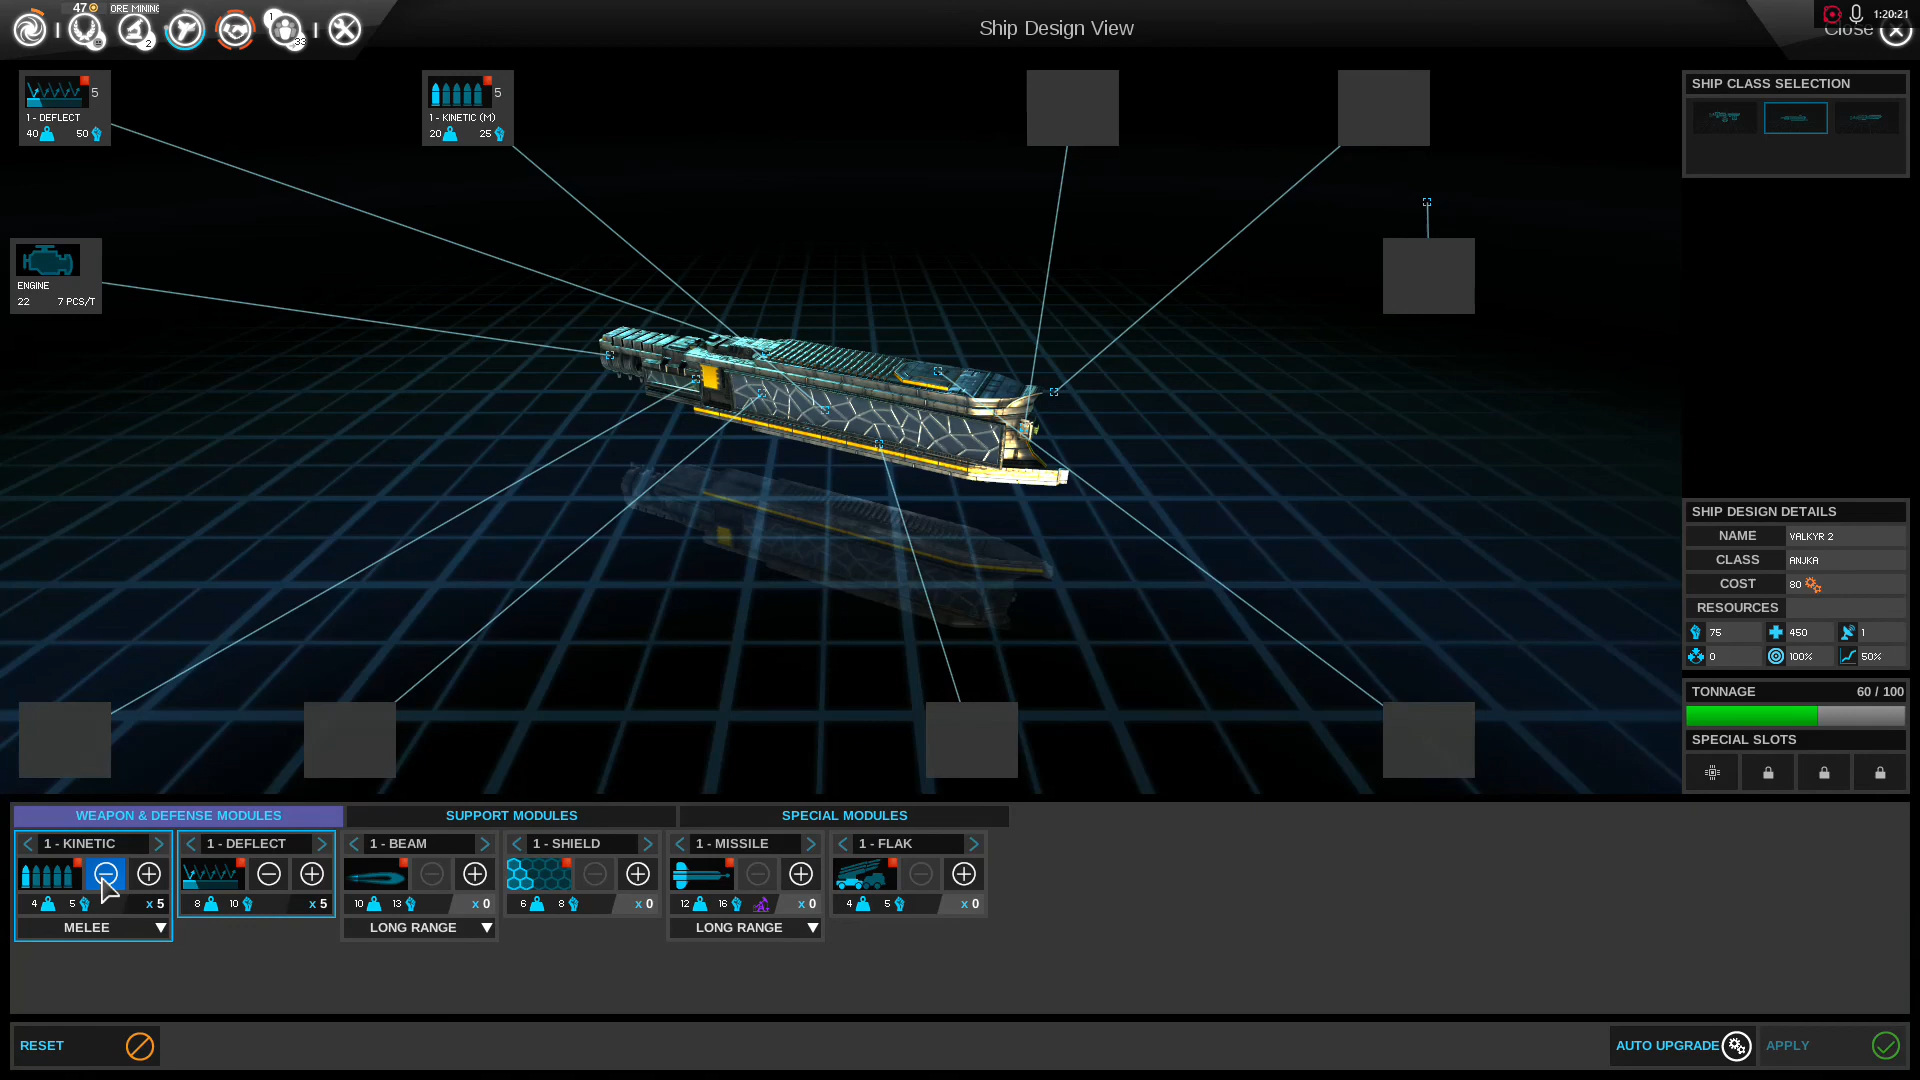 47
ORE MINING
2
1
33
Ship Design View
1:20:21
Close
5
1 - DEFLECT
40 50
5
1 - KINETIC (M)
20 25
ENGINE
22 7 PCS/T
SHIP CLASS SELECTION
SHIP DESIGN DETAILS
NAME VALKYR 2
CLASS ANJKA
COST 80
RESOURCES
75 450 1
0 100% 50%
TONNAGE 60 / 100
SPECIAL SLOTS
WEAPON & DEFENSE MODULES SUPPORT MODULES SPECIAL MODULES
1 - KINETIC 1 - DEFLECT 1 - BEAM 1 - SHIELD 1 - MISSILE 1 - FLAK
4 5 x 5 8 10 x 5 10 13 x 0 6 8 x 0 12 16 x 0 4 5 x 0
MELEE LONG RANGE LONG RANGE
RESET AUTO UPGRADE APPLY